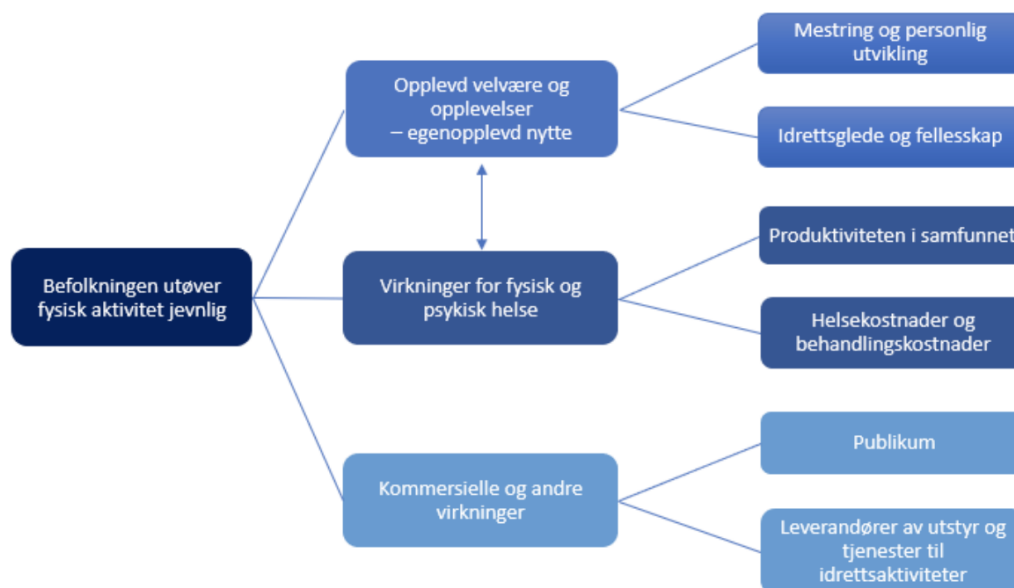 Befolkningen utøver
fysisk aktivitet jevnlig
Opplevd velvære og
opplevelser
– egenopplevd nytte
Mestring og personlig
utvikling
Idrettsglede og fellesskap
Virkninger for fysisk og
psykisk helse
Produktiviteten i samfunnet
Helsekostnader og
behandlingskostnader
Kommersielle og andre
virkninger
Publikum
Leverandører av utstyr og
tjenester til
idrettsaktiviteter